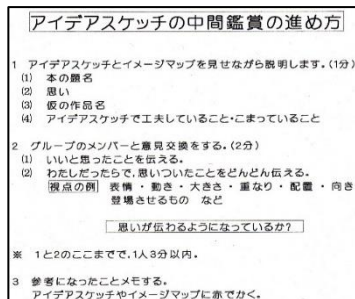 アイデアスケッチの中間鑑賞の進め方
1 アイデアスケッチとイメージマップを見せながら説明します。(1分)
(1) 本の題名
(2) 思い
(3) 仮の作品名
(4) アイデアスケッチで工夫していること・こまっていること
2 グループのメンバーと意見交換をする。(2分)
(1) いいと思ったことを伝える。
(2) わたしだったらで、思いついたことをどんどん伝える。
視点の例 表情・動き・大きさ・重なり・配置・向き
登場させるもの など
思いが伝わるようになっているか?
※ 1と2のここまでで、1人3分以内。
3 参考になったことメモする。
アイデアスケッチやイメージマップに赤でかく。